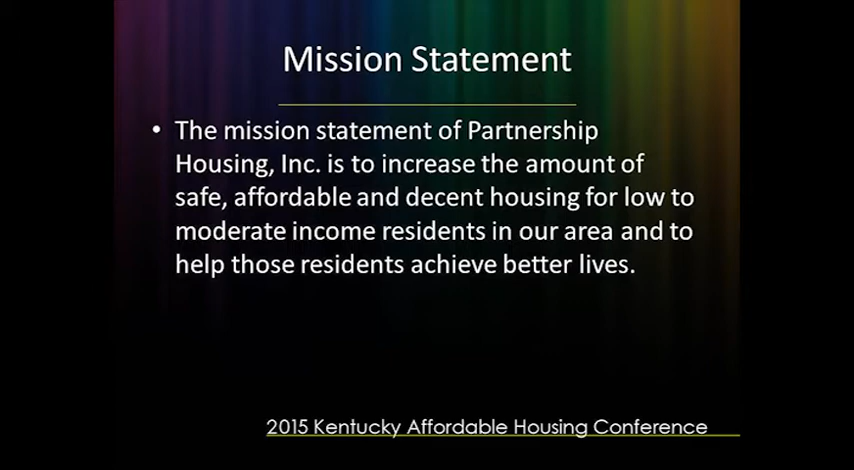 Mission Statement
• The mission statement of Partnership
Housing, Inc. is to increase the amount of
safe, affordable and decent housing for low to
moderate income residents in our area and to
help those residents achieve better lives.
2015 Kentucky Affordable Housing Conference